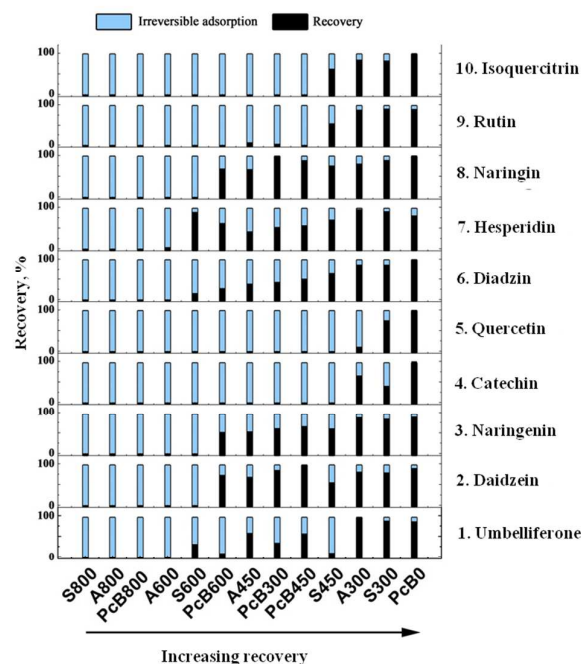 Irreversible adsorption Recovery
100
0
10. Isoquercitrin
100
0
9. Rutin
100
0
8. Naringin
100
0
7. Hesperidin
100
0
6. Diadzin
100
0
5. Quercetin
100
0
4. Catechin
100
0
3. Naringenin
100
0
2. Daidzein
100
0
1. Umbelliferone
Recovery, %
S800
A800
PcB800
A600
S600
PcB600
A450
PcB300
PcB450
S450
A300
S300
PcB0
Increasing recovery